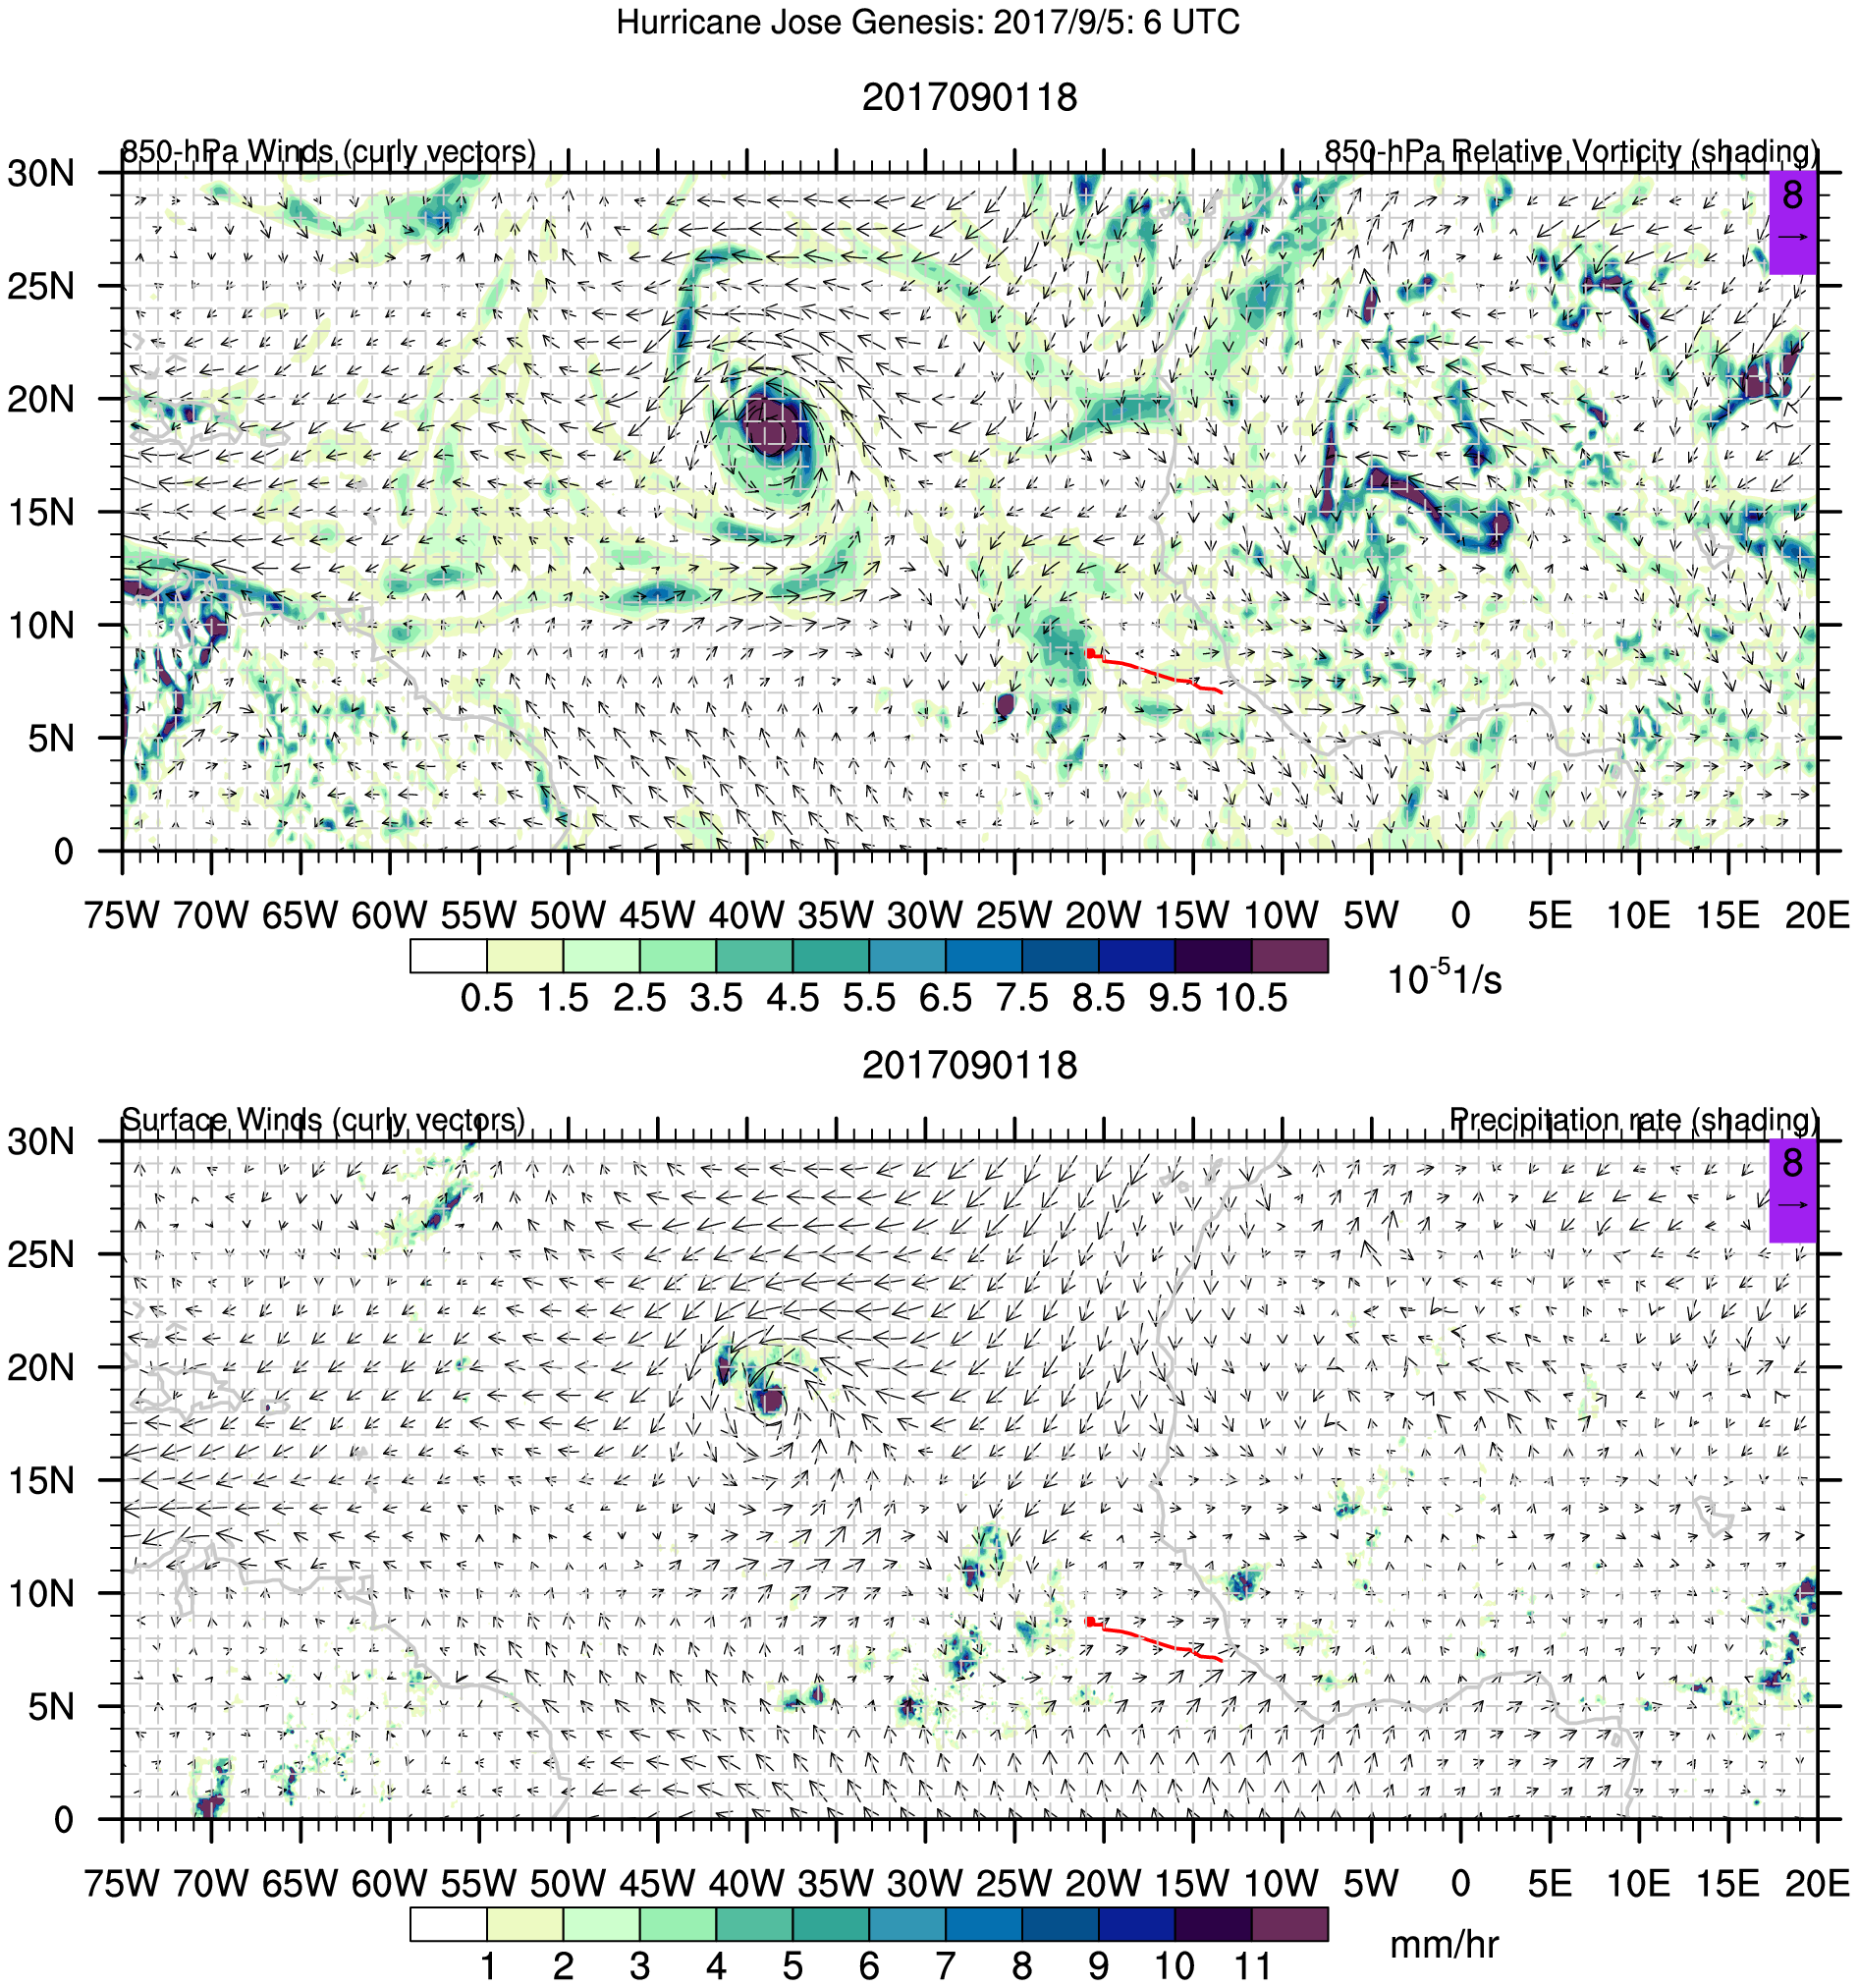 Hurricane Jose Genesis: 2017/9/5: 6 UTC
2017090118
850-hPa Winds (curly vectors) 850-hPa Relative Vorticity (shading)
8
30N
25N
20N
15N
10N
5N
0
75W 70W 65W 60W 55W 50W 45W 40W 35W 30W 25W 20W 15W 10W 5W 0 5E 10E 15E 20E
0.5 1.5 2.5 3.5 4.5 5.5 6.5 7.5 8.5 9.5 10.5
10⁻⁵1/s
2017090118
Surface Winds (curly vectors) Precipitation rate (shading)
8
30N
25N
20N
15N
10N
5N
0
75W 70W 65W 60W 55W 50W 45W 40W 35W 30W 25W 20W 15W 10W 5W 0 5E 10E 15E 20E
1 2 3 4 5 6 7 8 9 10 11
mm/hr